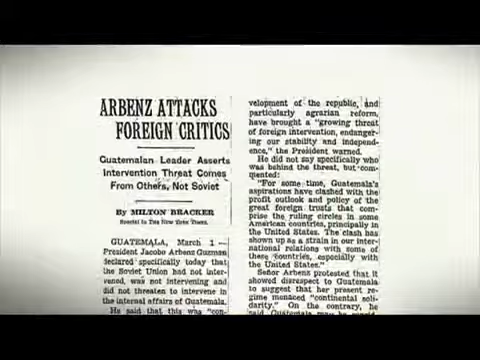 ARBENZ ATTACKS
FOREIGN CRITICS
Guatemalan Leader Asserts
Intervention Threat Comes
From Others, Not Soviet
By MILTON BRACKER
Special to The New York Times.
GUATEMALA, March 1—
President Jacobo Arbenz Guzman
declared specifically today that
the Soviet Union had not inter-
vened, was not intervening and
did not threaten to intervene in
the internal affairs of Guatemala.
He said that this was "con-
velopment of the republic, and
particularly agrarian reform,
have brought a "growing threat
of foreign intervention, endanger-
ing our stability and independ-
ence," the President warned.
He did not say specifically who
was behind the threat, but com-
mented:
"For some time, Guatemala's
aspirations have clashed with the
profit outlook and policy of the
great foreign trusts that com-
prise the ruling circles in some
American countries, principally in
the United States. The clash has
shown up as a strain in our inter-
national relations with some of
these countries, especially with
the United States."
Señor Arbenz protested that it
showed disrespect to Guatemala
to suggest that her present re-
gime menaced "continental soli-
darity." On the contrary, he
said Guatemala may be